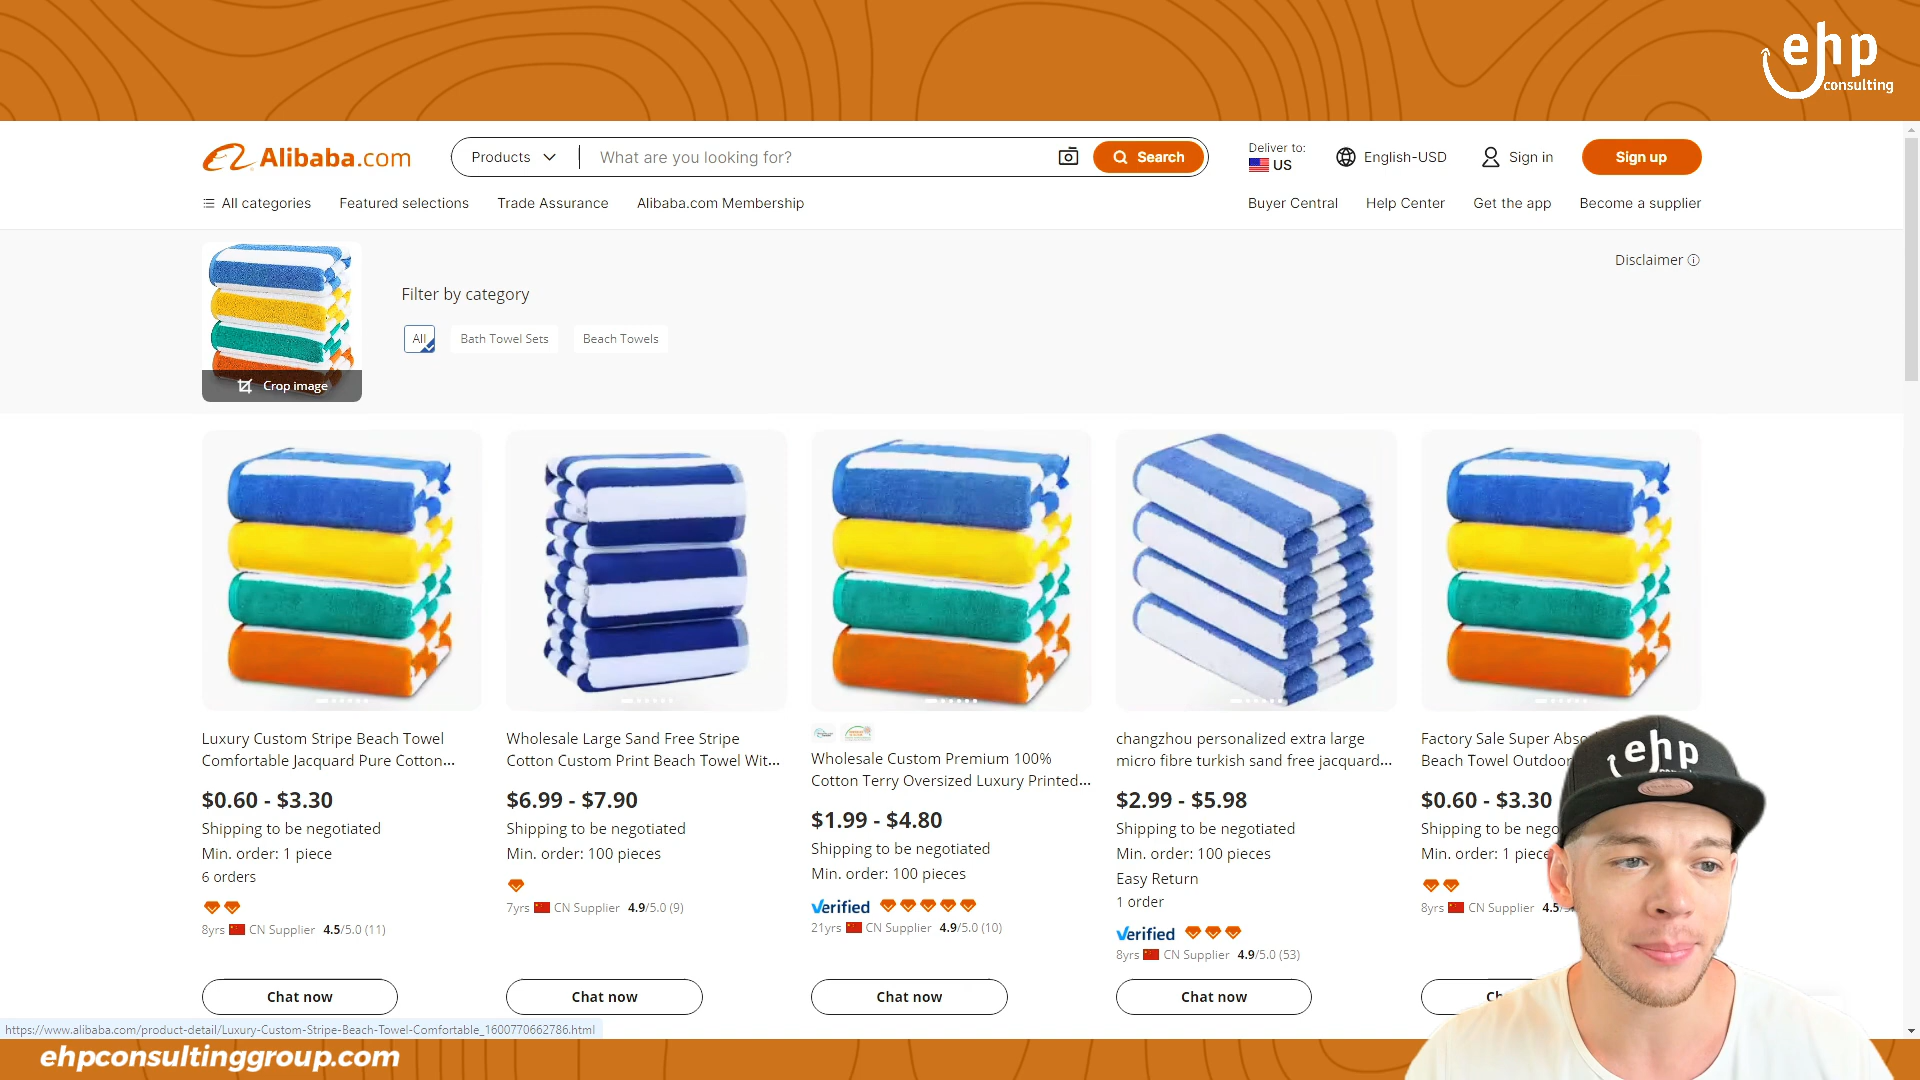 ehp
consulting
Alibaba.com
Products
What are you looking for?
Search
Deliver to:
US
English-USD
Sign in
Sign up
All categories
Featured selections
Trade Assurance
Alibaba.com Membership
Buyer Central
Help Center
Get the app
Become a supplier
Crop image
Filter by category
All
Bath Towel Sets
Beach Towels
Disclaimer
Luxury Custom Stripe Beach Towel
Comfortable Jacquard Pure Cotton...
$0.60 - $3.30
Shipping to be negotiated
Min. order: 1 piece
6 orders
8yrs CN Supplier 4.5/5.0 (11)
Chat now
Wholesale Large Sand Free Stripe
Cotton Custom Print Beach Towel Wit...
$6.99 - $7.90
Shipping to be negotiated
Min. order: 100 pieces
7yrs CN Supplier 4.9/5.0 (9)
Chat now
Wholesale Custom Premium 100%
Cotton Terry Oversized Luxury Printed...
$1.99 - $4.80
Shipping to be negotiated
Min. order: 100 pieces
Verified
21yrs CN Supplier 4.9/5.0 (10)
Chat now
changzhou personalized extra large
micro fibre turkish sand free jacquard...
$2.99 - $5.98
Shipping to be negotiated
Min. order: 100 pieces
Easy Return
1 order
Verified
8yrs CN Supplier 4.9/5.0 (53)
Chat now
Factory Sale Super Abso
Beach Towel Outdoor
$0.60 - $3.30
Shipping to be nego
Min. order: 1 piece
8yrs CN Supplier 4.5/
Ch
ehp
https://www.alibaba.com/product-detail/Luxury-Custom-Stripe-Beach-Towel-Comfortable_1600770662786.html
ehpconsultinggroup.com